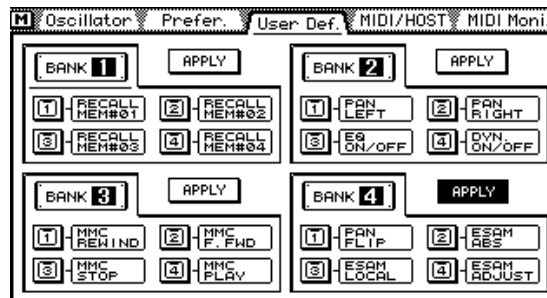 M Oscillator Prefer. User Def. MIDI/HOST MIDI Moni.
BANK 1 APPLY BANK 2 APPLY
1 - RECALL MEM#01 2 - RECALL MEM#02 1 - PAN LEFT 2 - PAN RIGHT
3 - RECALL MEM#03 4 - RECALL MEM#04 3 - EQ ON/OFF 4 - DYN. ON/OFF
BANK 3 APPLY BANK 4 APPLY
1 - MMC REWIND 2 - MMC F.FWD 1 - PAN FLIP 2 - ESAM ABS
3 - MMC STOP 4 - MMC PLAY 3 - ESAM LOCAL 4 - ESAM ADJUST